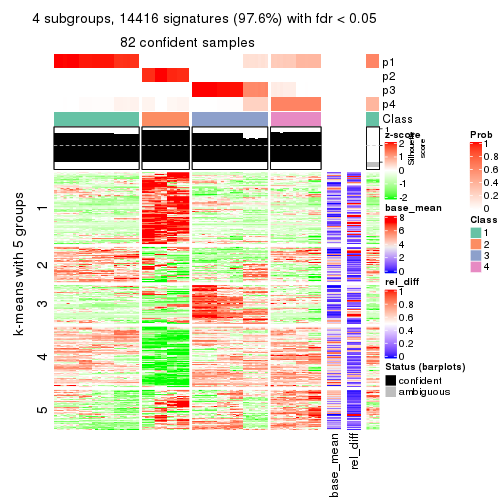 4 subgroups, 14416 signatures (97.6%) with fdr < 0.05
82 confident samples
p1
p2
p3
p4
Class
1
Silhouette score
k-means with 5 groups
1
2
3
4
5
base_mean
rel_diff
z-score
2
1
0
-1
-2
base_mean
8
6
4
2
0
rel_diff
1
0.8
0.6
0.4
0.2
0
Status (barplots)
confident
ambiguous
Prob
1
0.8
0.6
0.4
0.2
0
Class
1
2
3
4